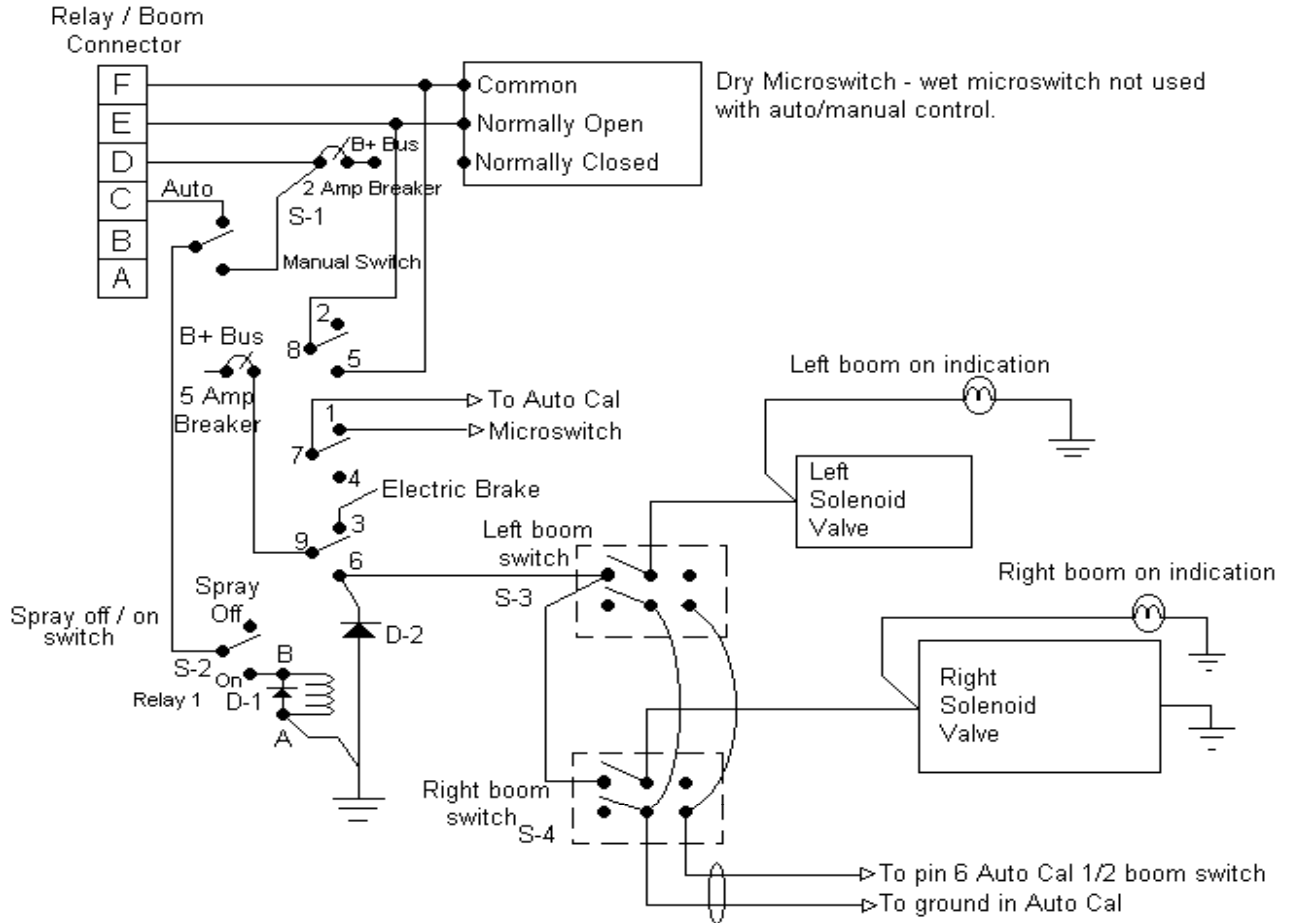 Relay / Boom
Connector
F
E
D
C
B
A
Common
Normally Open
Normally Closed
Dry Microswitch - wet microswitch not used
with auto/manual control.
B+ Bus
2 Amp Breaker
Auto
S-1
Manual Switch
2
8
5
B+ Bus
5 Amp
Breaker
1
7
4
To Auto Cal
Microswitch
Electric Brake
3
9
6
Left boom on indication
Left
Solenoid
Valve
Left boom
switch
S-3
Right boom on indication
Right
Solenoid
Valve
Spray
Off
Spray off / on
switch
S-2
On
B
Relay 1
D-1
A
D-2
Right boom
switch
S-4
To pin 6 Auto Cal 1/2 boom switch
To ground in Auto Cal